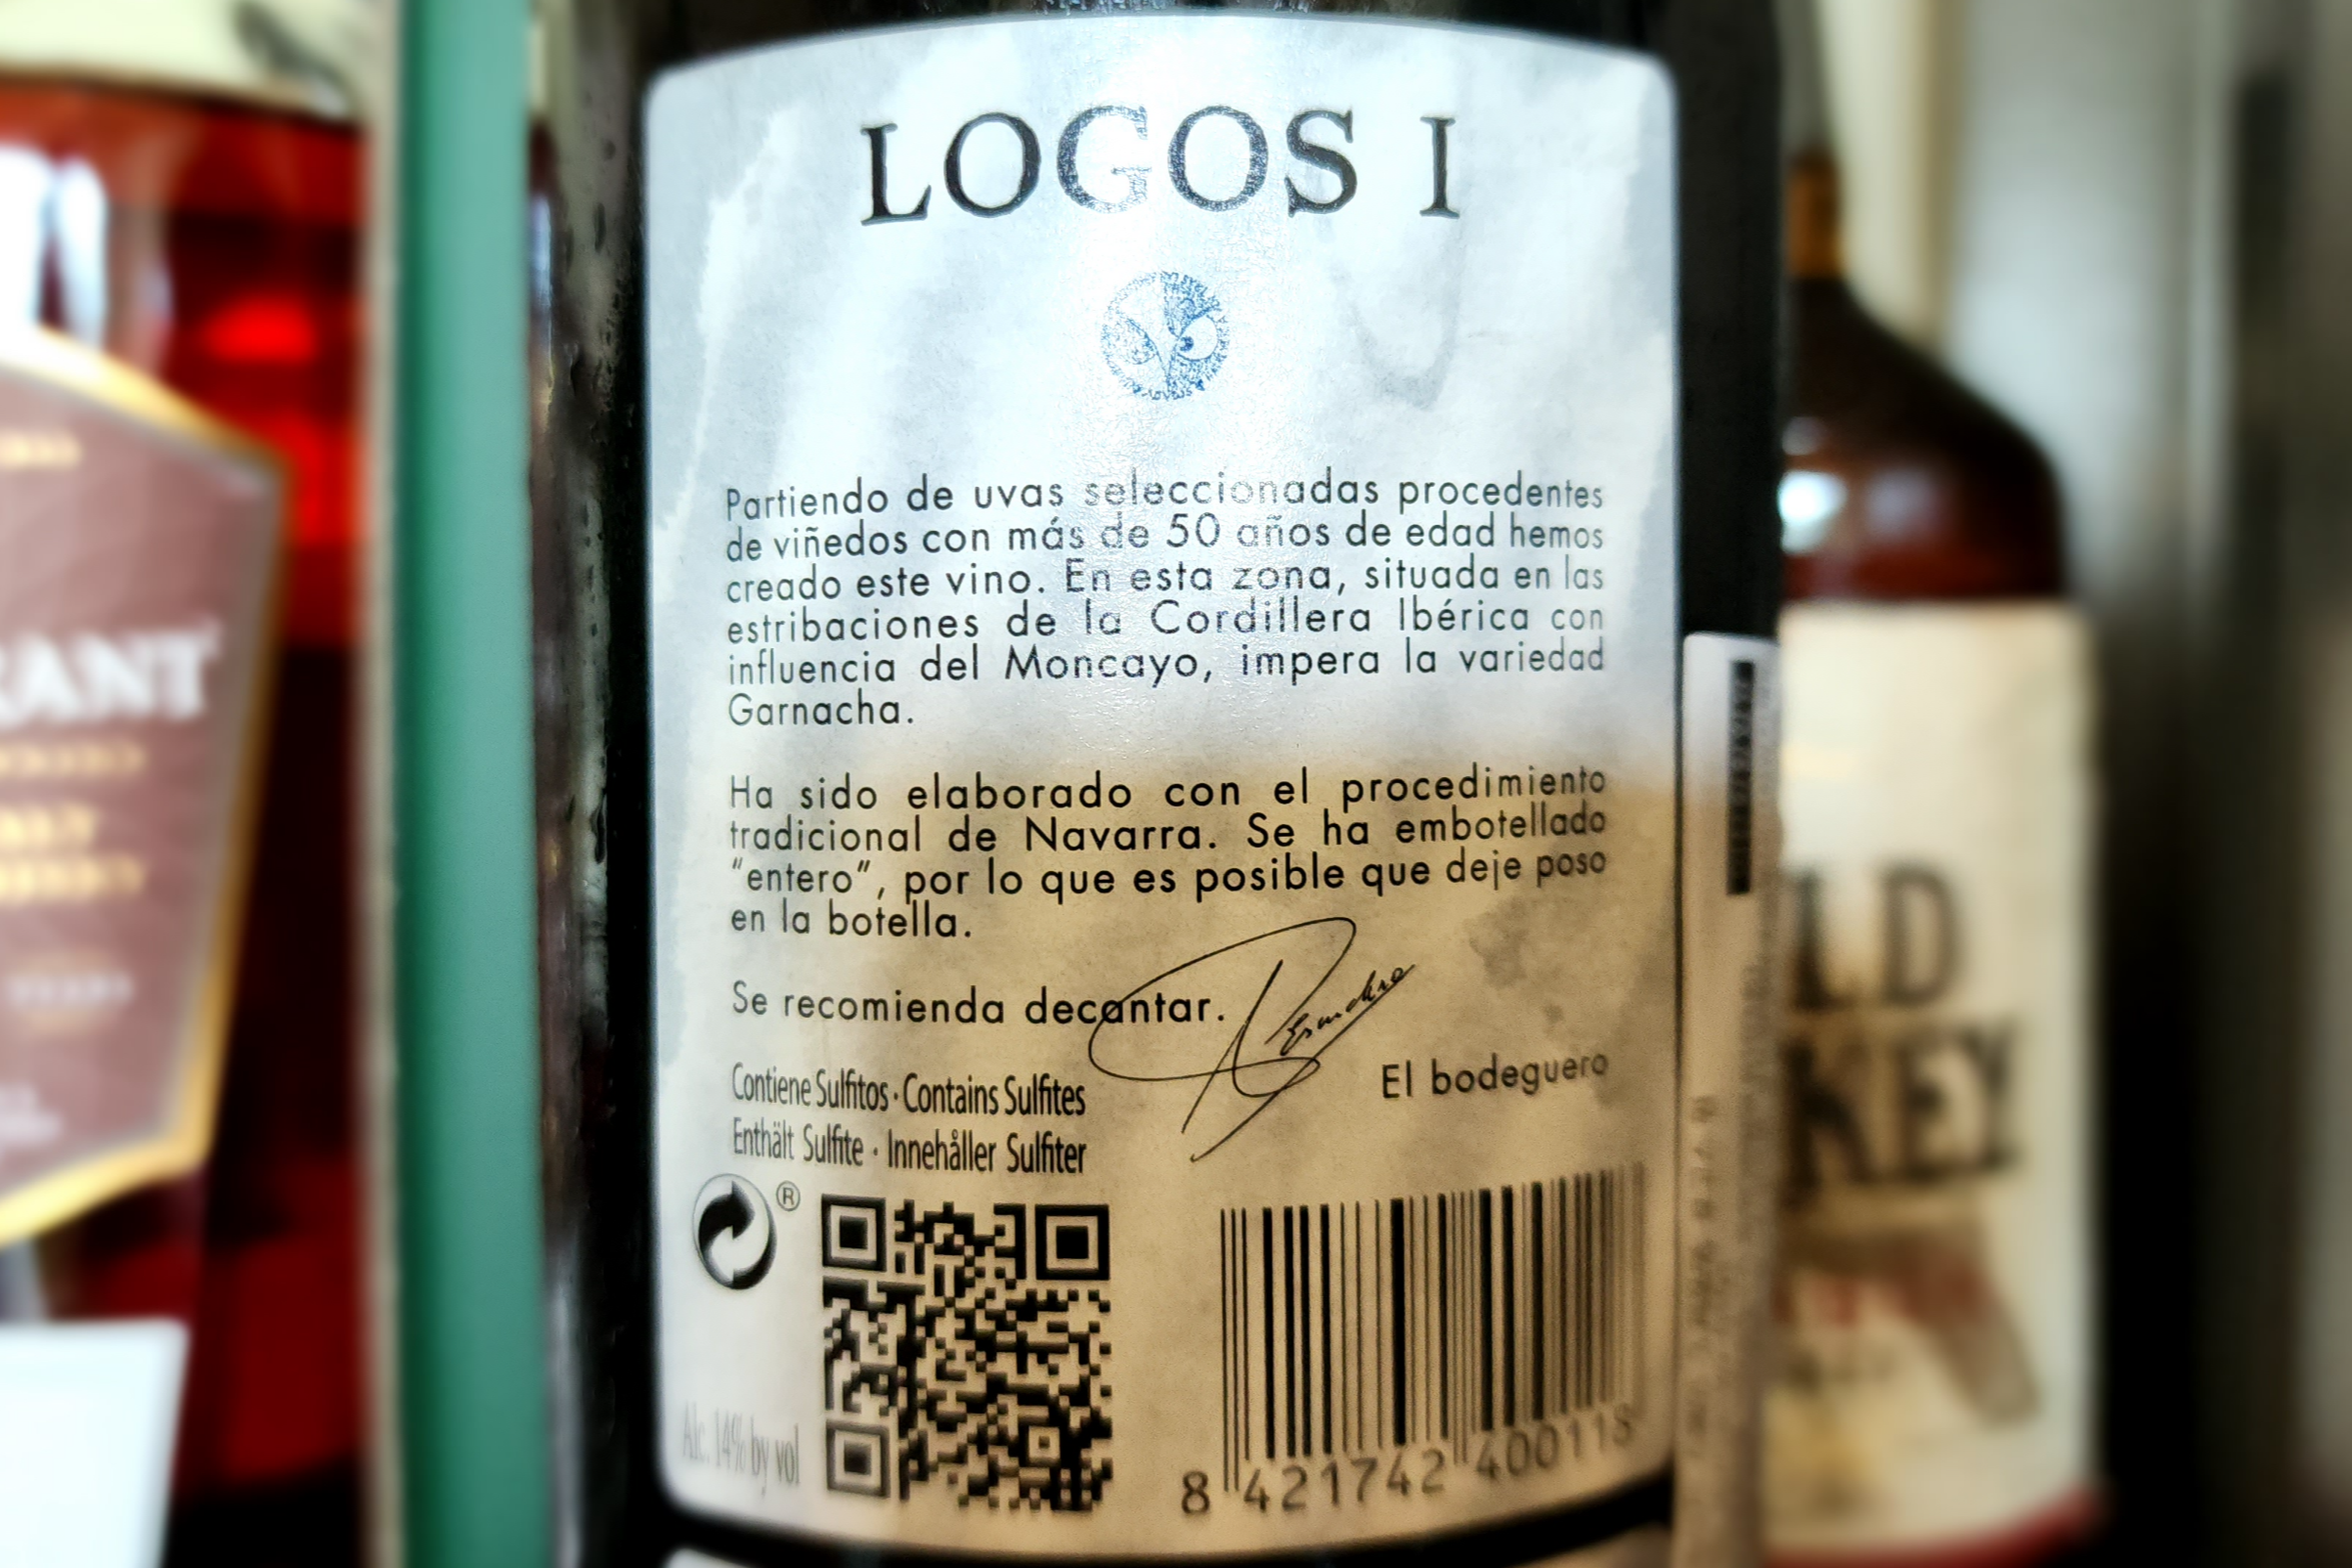 LOGOS I
Partiendo de uvas seleccionadas procedentes
de viñedos con más de 50 años de edad hemos
creado este vino. En esta zona, situada en las
estribaciones de la Cordillera Ibérica con
influencia del Moncayo, impera la variedad
Garnacha.
Ha sido elaborado con el procedimiento
tradicional de Navarra. Se ha embotellado
“entero”, por lo que es posible que deje poso
en la botella.
Se recomienda decantar.
El bodeguero
Contiene Sulfitos · Contains Sulfites
Enthält Sulfite · Innehåller Sulfiter
®
Alc. 14% by vol
8 421742 400118
RANT
LD
KEY